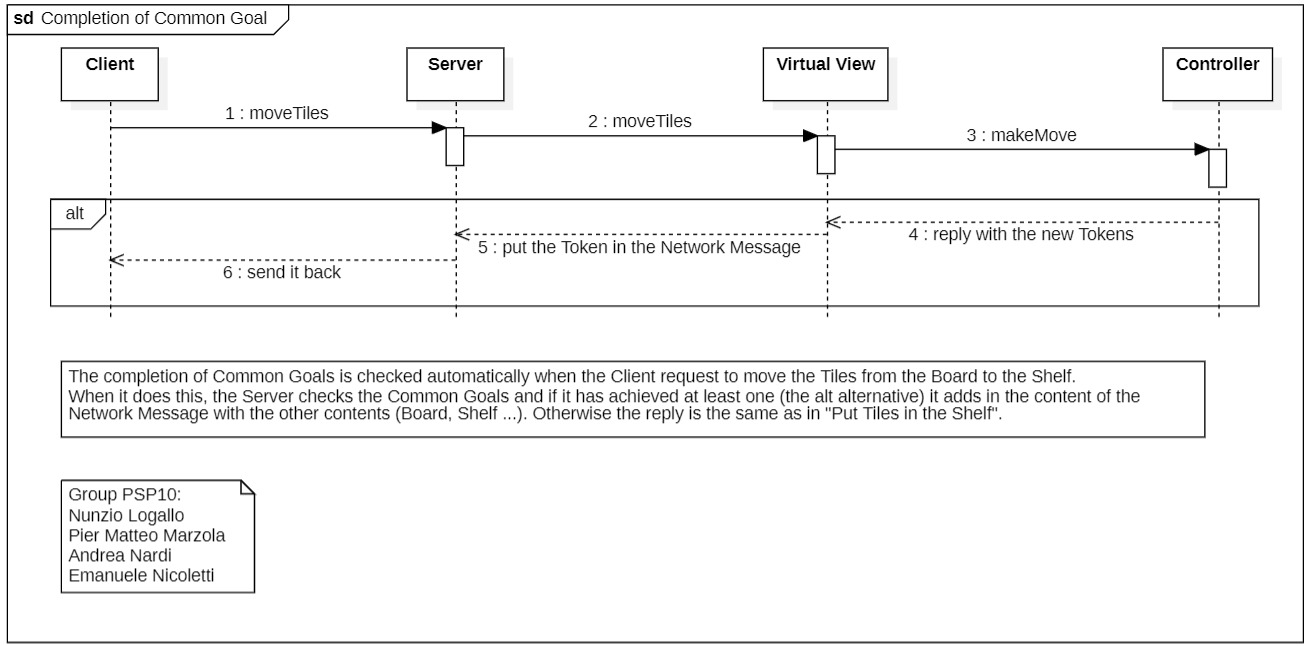 sd Completion of Common Goal
Client
Server
Virtual View
Controller
1 : moveTiles
2 : moveTiles
3 : makeMove
alt
4 : reply with the new Tokens
5 : put the Token in the Network Message
6 : send it back
The completion of Common Goals is checked automatically when the Client request to move the Tiles from the Board to the Shelf.
When it does this, the Server checks the Common Goals and if it has achieved at least one (the alt alternative) it adds in the content of the
Network Message with the other contents (Board, Shelf ...). Otherwise the reply is the same as in "Put Tiles in the Shelf".
Group PSP10:
Nunzio Logallo
Pier Matteo Marzola
Andrea Nardi
Emanuele Nicoletti